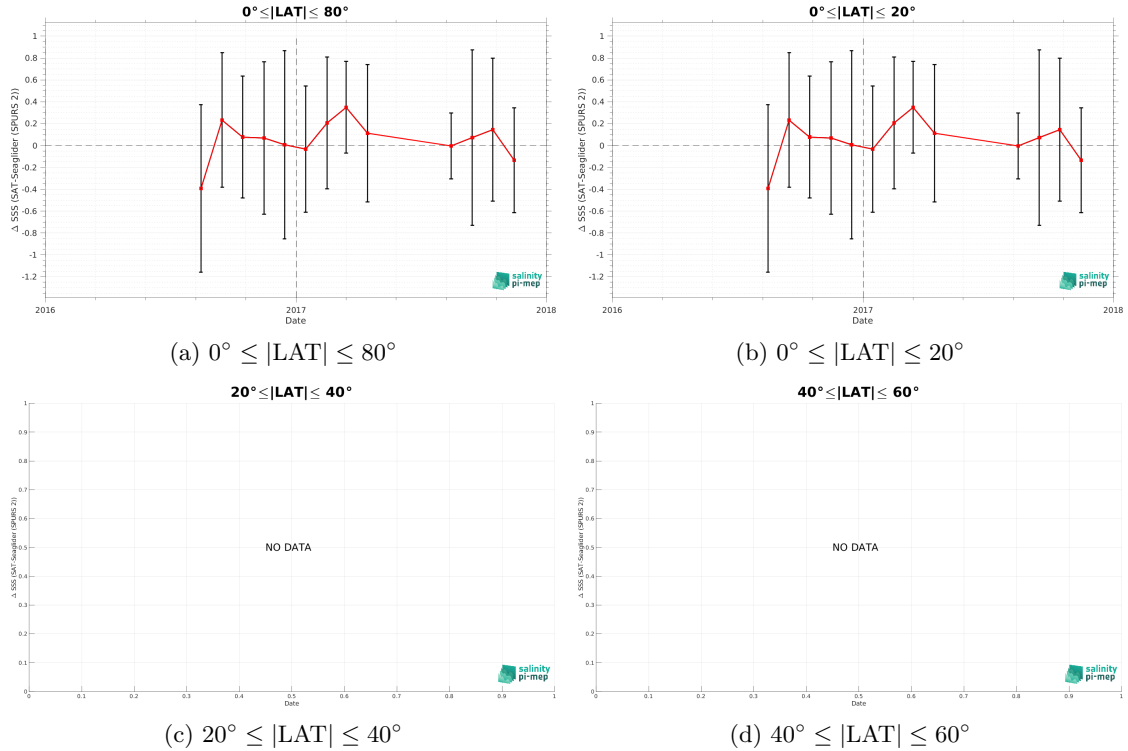 0°≤|LAT|≤ 80°
1
0.8
0.6
0.4
0.2
0
-0.2
-0.4
-0.6
-0.8
-1
-1.2
Δ SSS (SAT-Seaglider (SPURS 2))
2016
2017
2018
Date
salinity
pi-mep
(a) 0° ≤ |LAT| ≤ 80°
0°≤|LAT|≤ 20°
1
0.8
0.6
0.4
0.2
0
-0.2
-0.4
-0.6
-0.8
-1
-1.2
Δ SSS (SAT-Seaglider (SPURS 2))
2016
2017
2018
Date
salinity
pi-mep
(b) 0° ≤ |LAT| ≤ 20°
20°≤|LAT|≤ 40°
1
0.9
0.8
0.7
0.6
0.5
0.4
0.3
0.2
0.1
0
Δ SSS (SAT-Seaglider (SPURS 2))
NO DATA
0 0.1 0.2 0.3 0.4 0.5 0.6 0.7 0.8 0.9 1
Date
salinity
pi-mep
(c) 20° ≤ |LAT| ≤ 40°
40°≤|LAT|≤ 60°
1
0.9
0.8
0.7
0.6
0.5
0.4
0.3
0.2
0.1
0
Δ SSS (SAT-Seaglider (SPURS 2))
NO DATA
0 0.1 0.2 0.3 0.4 0.5 0.6 0.7 0.8 0.9 1
Date
salinity
pi-mep
(d) 40° ≤ |LAT| ≤ 60°